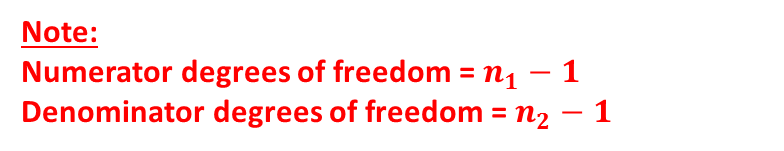 Note:
Numerator degrees of freedom = n₁ − 1
Denominator degrees of freedom = n₂ − 1